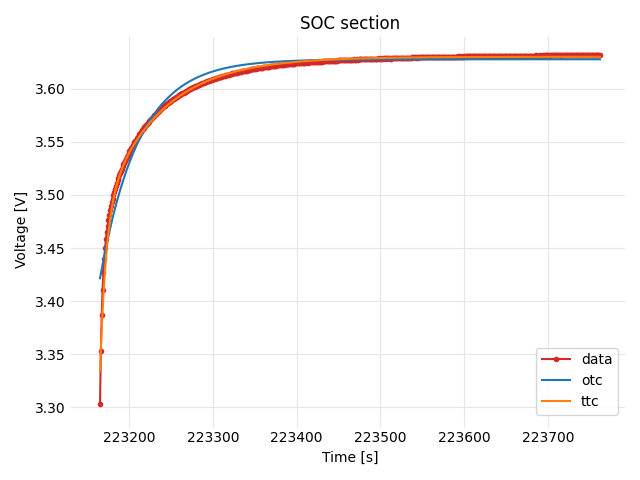 SOC section
Voltage [V]
3.60
3.55
3.50
3.45
3.40
3.35
3.30
data
otc
ttc
223200 223300 223400 223500 223600 223700
Time [s]